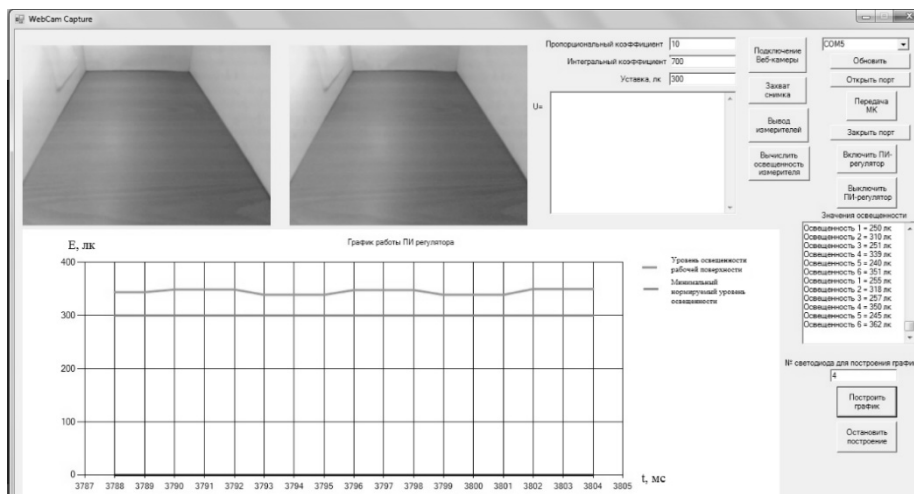 WebCam Capture
Пропорциональный коэффициент 10
Интегральный коэффициент 700
Уставка, лк 300
U=
Подключение
Веб-камеры
Захват
снимка
Вывод
измерителей
Вычислить
освещенность
измерителя
COM5
Обновить
Открыть порт
Передача
МК
Закрыть порт
Включить ПИ-
регулятор
Выключить
ПИ-регулятор
Значения освещенности
Освещенность 1 = 250 лк
Освещенность 2 = 310 лк
Освещенность 3 = 251 лк
Освещенность 4 = 339 лк
Освещенность 5 = 240 лк
Освещенность 6 = 351 лк
Освещенность 1 = 255 лк
Освещенность 2 = 318 лк
Освещенность 3 = 257 лк
Освещенность 4 = 350 лк
Освещенность 5 = 245 лк
Освещенность 6 = 362 лк
№ светодиода для построения график
4
Построить
график
Остановить
построение
График работы ПИ регулятора
E, лк
400
300
200
100
0
3787 3788 3789 3790 3791 3792 3793 3794 3795 3796 3797 3798 3799 3800 3801 3802 3803 3804 3805
t, мс
Уровень освещенности
рабочей поверхности
Минимальный
нормируемый уровень
освещенности